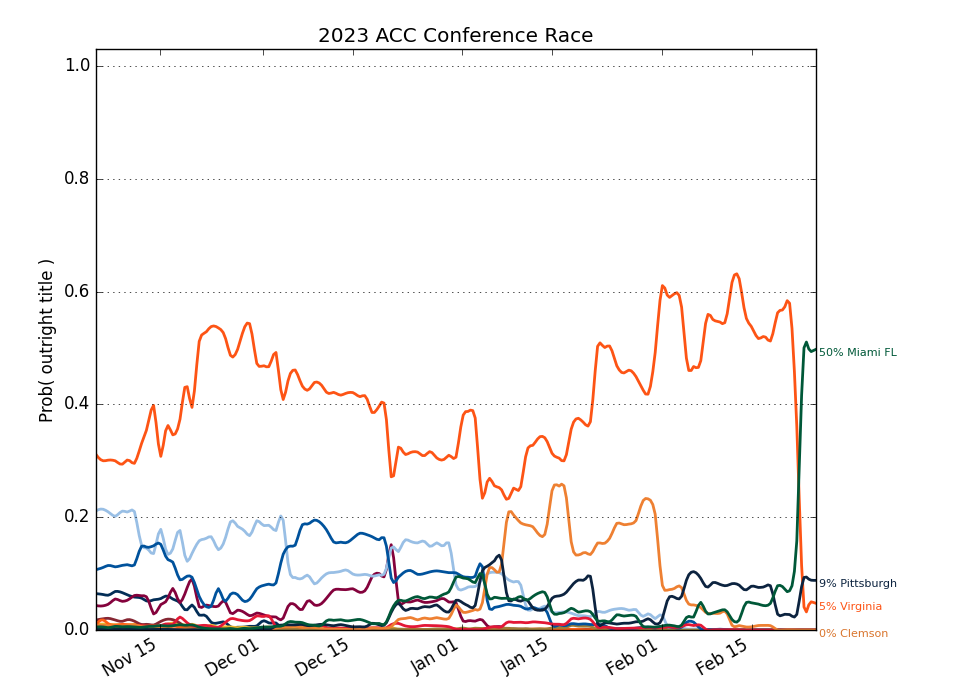 2023 ACC Conference Race
1.0
0.8
0.6
0.4
0.2
0.0
Prob( outright title )
Nov 15
Dec 01
Dec 15
Jan 01
Jan 15
Feb 01
Feb 15
50% Miami FL
9% Pittsburgh
5% Virginia
0% Clemson